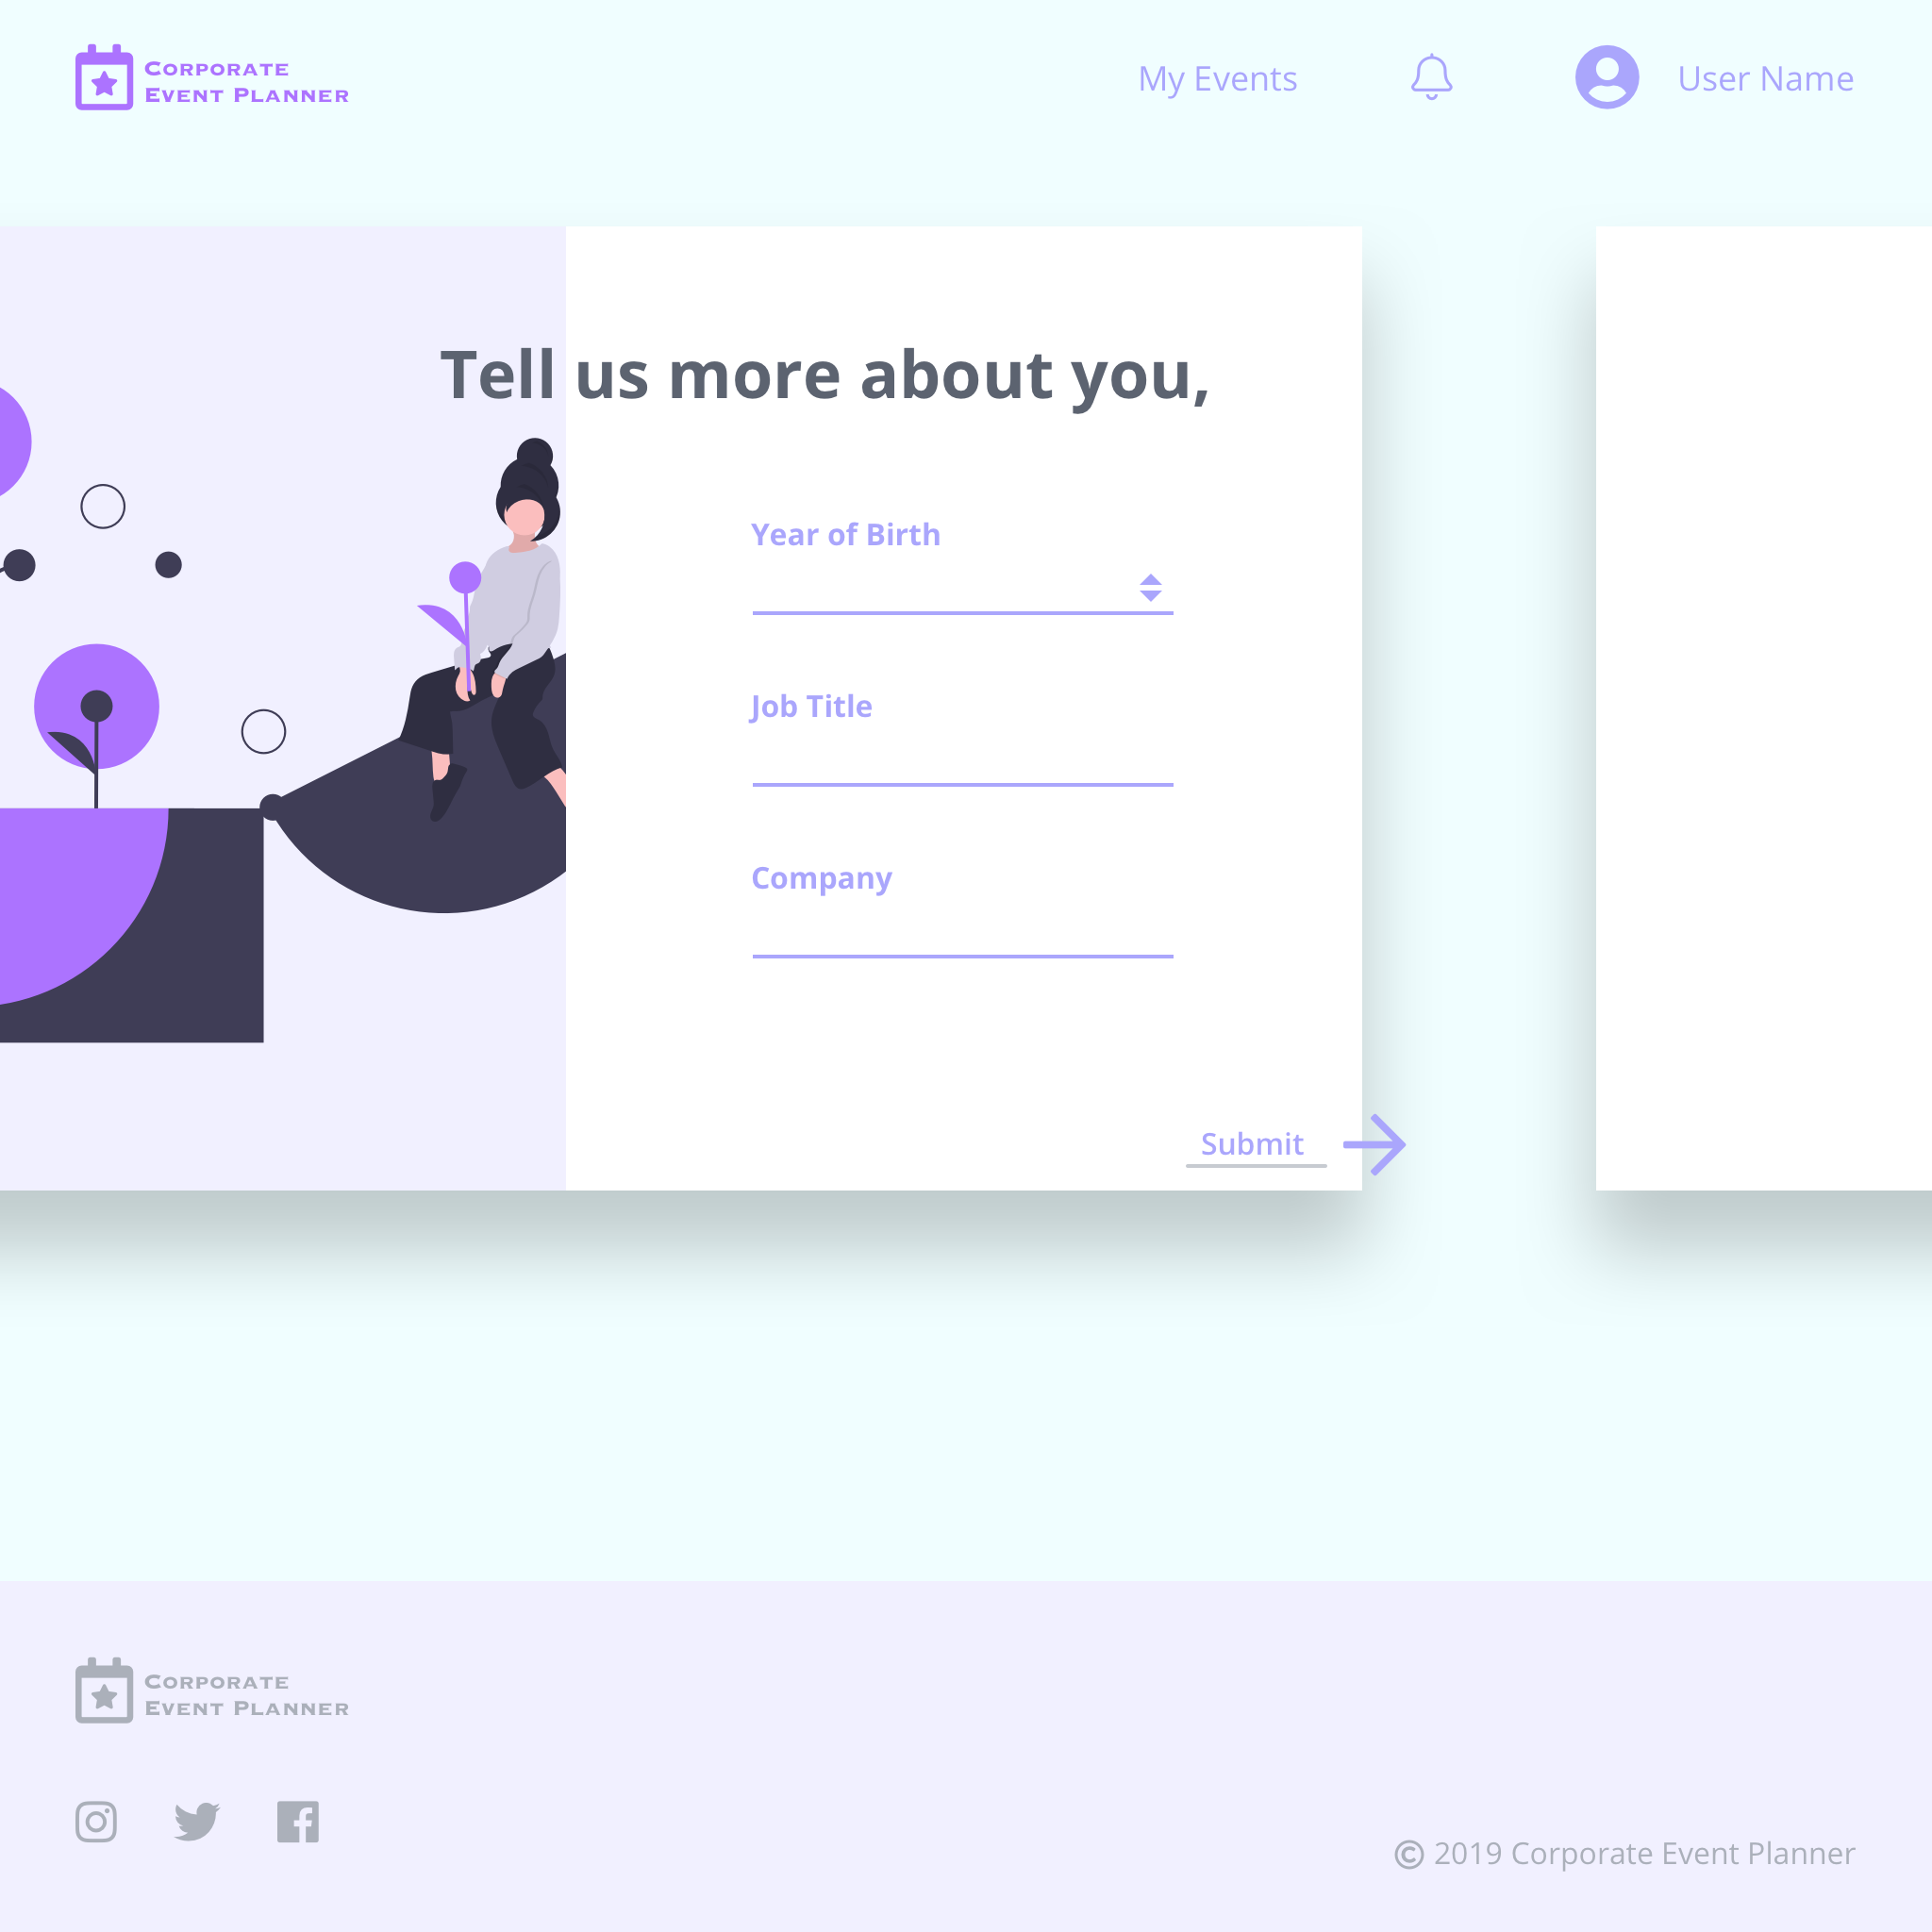 Corporate
Event Planner
My Events
User Name
Tell us more about you,
Year of Birth
Job Title
Company
Submit
Corporate
Event Planner
© 2019 Corporate Event Planner